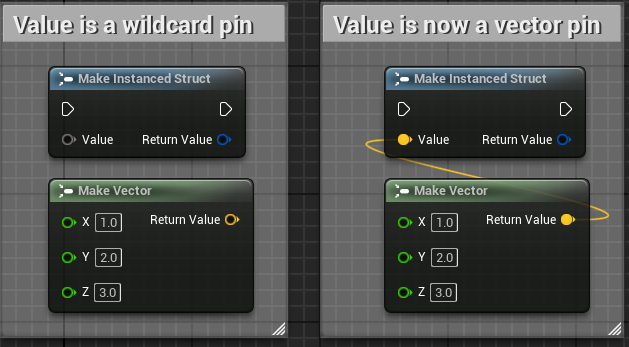 Value is a wildcard pin
Make Instanced Struct
Value Return Value
Make Vector
X 1.0 Return Value
Y 2.0
Z 3.0
Value is now a vector pin
Make Instanced Struct
Value Return Value
Make Vector
X 1.0 Return Value
Y 2.0
Z 3.0